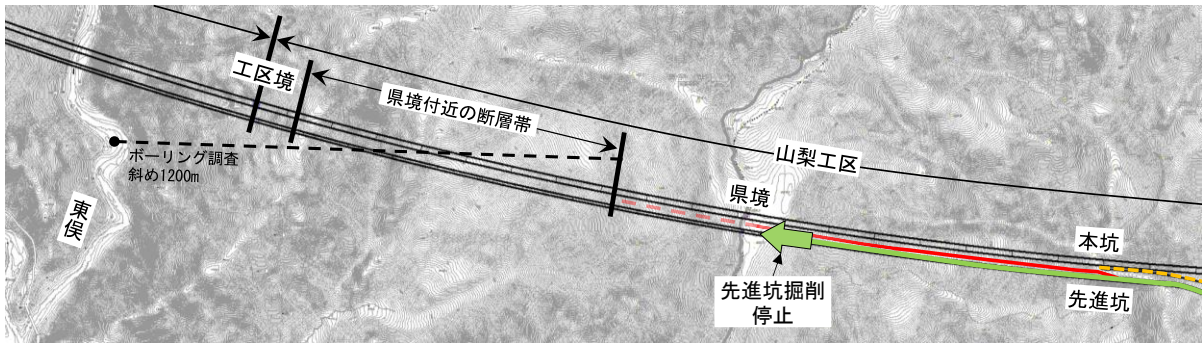 工区境
県境付近の断層帯
山梨工区
ボーリング調査
斜め1200m
東俣
県境
先進坑掘削
停止
本坑
先進坑